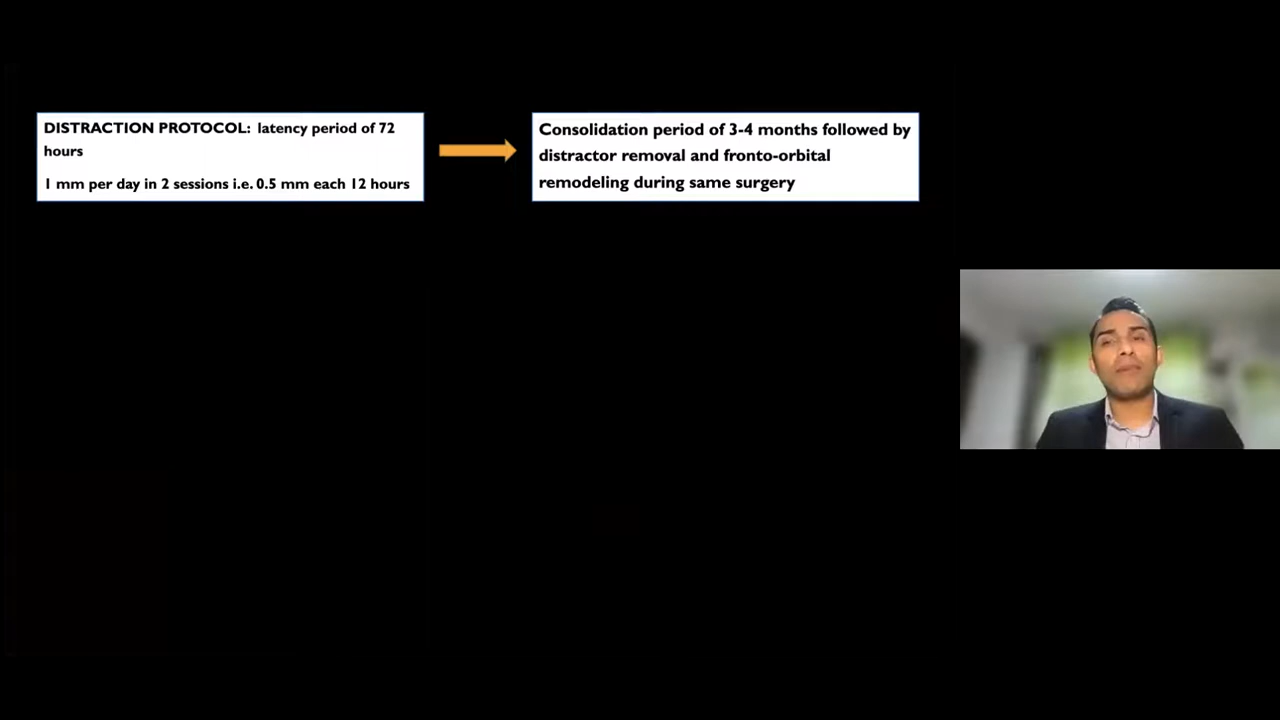 DISTRACTION PROTOCOL: latency period of 72
hours
1 mm per day in 2 sessions i.e. 0.5 mm each 12 hours
Consolidation period of 3-4 months followed by
distractor removal and fronto-orbital
remodeling during same surgery